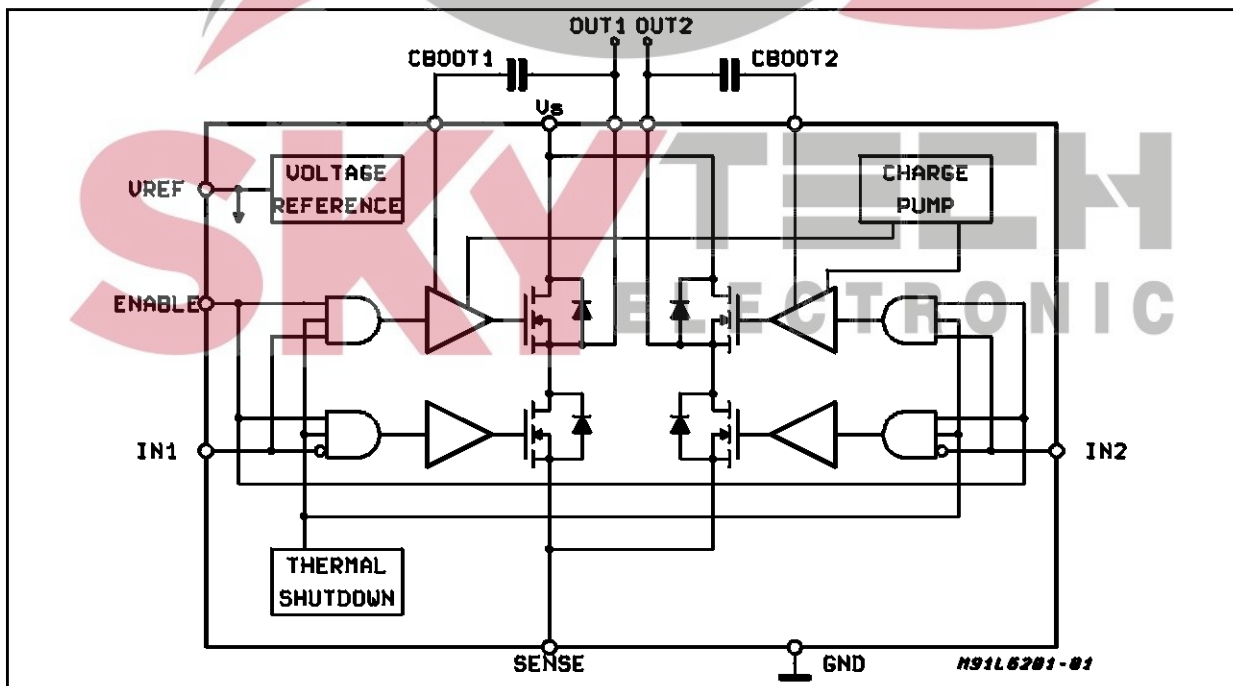 OUT1 OUT2
CBOOT1
CBOOT2
Vs
SKYTECH
ELECTRONIC
VREF
VOLTAGE
REFERENCE
CHARGE
PUMP
ENABLE
IN1
IN2
THERMAL
SHUTDOWN
SENSE
GND
M91L6201-01